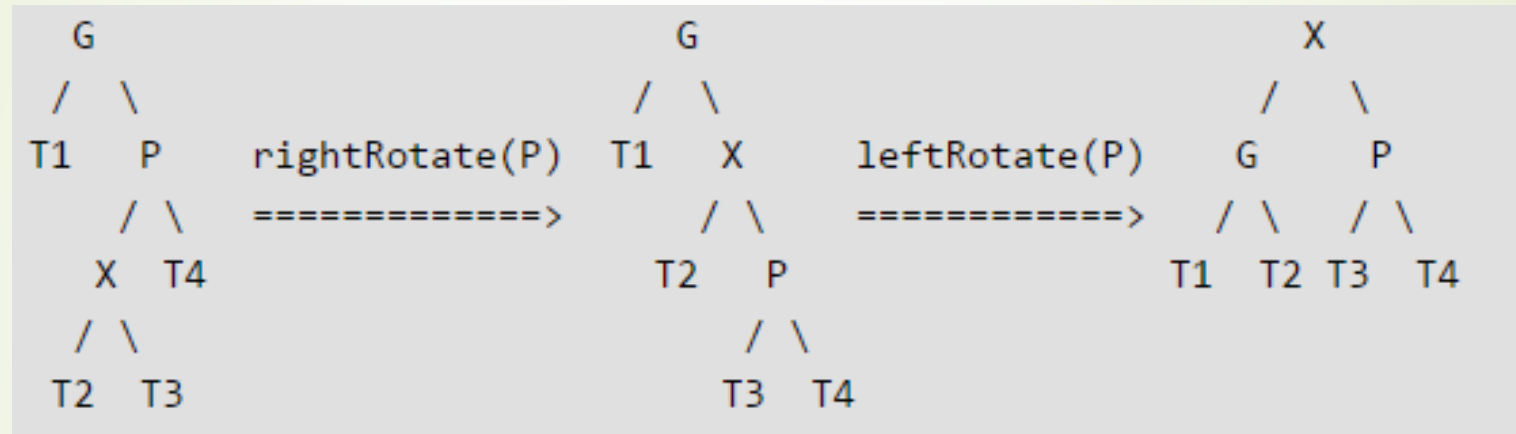 G G X
/ \ / \ / \
T1 P rightRotate(P) T1 X leftRotate(P) G P
/ \ =============> / \ ============> / \ / \
X T4 T2 P T1 T2 T3 T4
/ \ / \
T2 T3 T3 T4